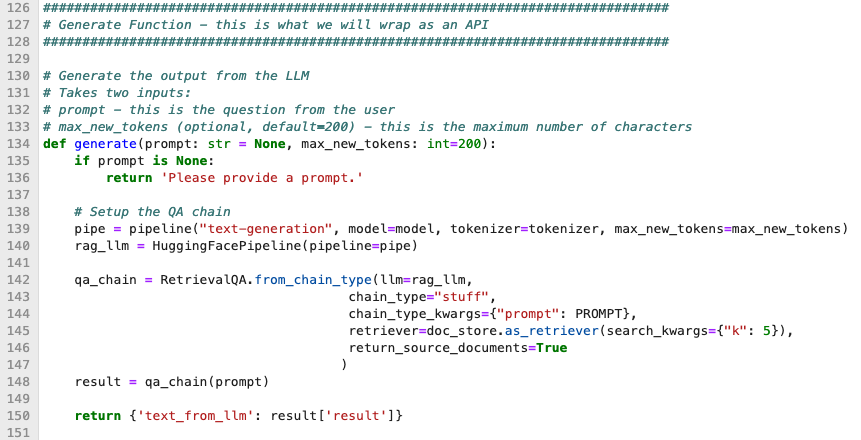 126 ################################################################################
127 # Generate Function – this is what we will wrap as an API
128 ################################################################################
129
130 # Generate the output from the LLM
131 # Takes two inputs:
132 # prompt – this is the question from the user
133 # max_new_tokens (optional, default=200) – this is the maximum number of characters
134 def generate(prompt: str = None, max_new_tokens: int=200):
135     if prompt is None:
136         return 'Please provide a prompt.'
137
138     # Setup the QA chain
139     pipe = pipeline("text-generation", model=model, tokenizer=tokenizer, max_new_tokens=max_new_tokens)
140     rag_llm = HuggingFacePipeline(pipeline=pipe)
141
142     qa_chain = RetrievalQA.from_chain_type(llm=rag_llm,
143                                        chain_type="stuff",
144                                        chain_type_kwargs={"prompt": PROMPT},
145                                        retriever=doc_store.as_retriever(search_kwargs={"k": 5}),
146                                        return_source_documents=True
147                                       )
148     result = qa_chain(prompt)
149
150     return {'text_from_llm': result['result']}
151